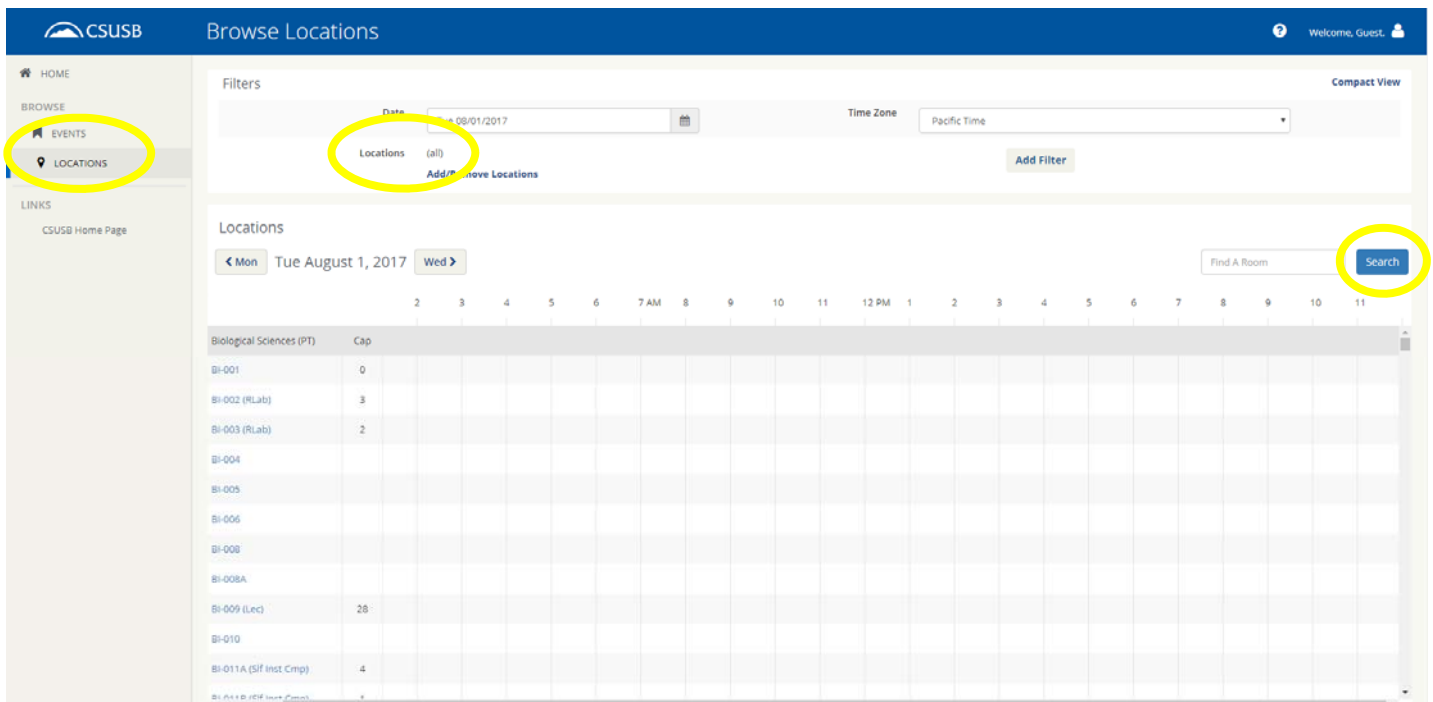 CSUSB Browse Locations Welcome, Guest.
HOME
BROWSE
EVENTS
LOCATIONS
LINKS
CSUSB Home Page
Filters Compact View
Date 08/01/2017 Time Zone Pacific Time
Locations (all) Add Filter
Add/Remove Locations
Locations
Mon Tue August 1, 2017 Wed Find A Room Search
2 3 4 5 6 7 AM 8 9 10 11 12 PM 1 2 3 4 5 6 7 8 9 10 11
Biological Sciences (PT) Cap
BI-001 0
BI-002 (RLab) 3
BI-003 (RLab) 2
BI-004
BI-005
BI-006
BI-008
BI-008A
BI-009 (Lec) 28
BI-010
BI-011A (Slf Inst Cmp) 4